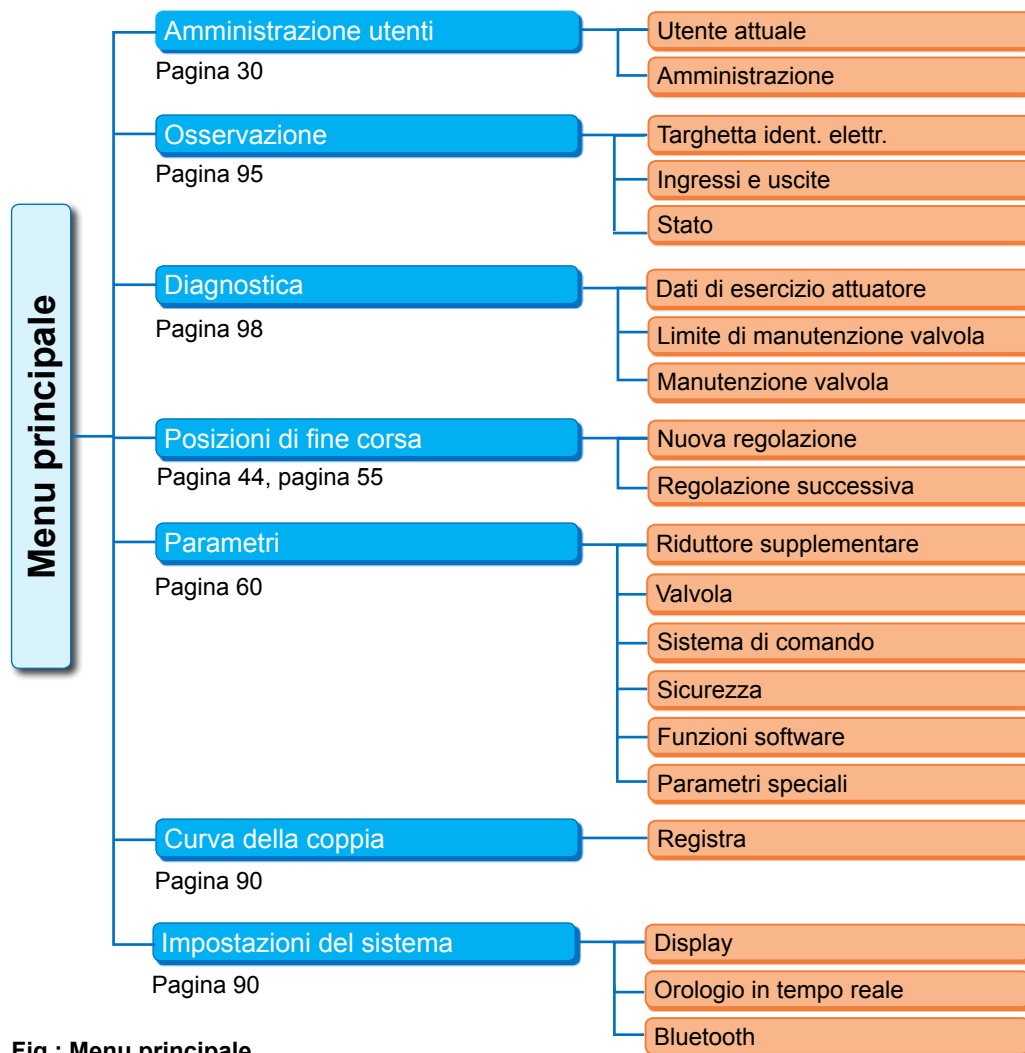 Menu principale
Amministrazione utenti
Pagina 30
Utente attuale
Amministrazione
Osservazione
Pagina 95
Targhetta ident. elettr.
Ingressi e uscite
Stato
Diagnostica
Pagina 98
Dati di esercizio attuatore
Limite di manutenzione valvola
Manutenzione valvola
Posizioni di fine corsa
Pagina 44, pagina 55
Nuova regolazione
Regolazione successiva
Parametri
Pagina 60
Riduttore supplementare
Valvola
Sistema di comando
Sicurezza
Funzioni software
Parametri speciali
Curva della coppia
Pagina 90
Registra
Impostazioni del sistema
Pagina 90
Display
Orologio in tempo reale
Bluetooth
Fig.: Menu principale